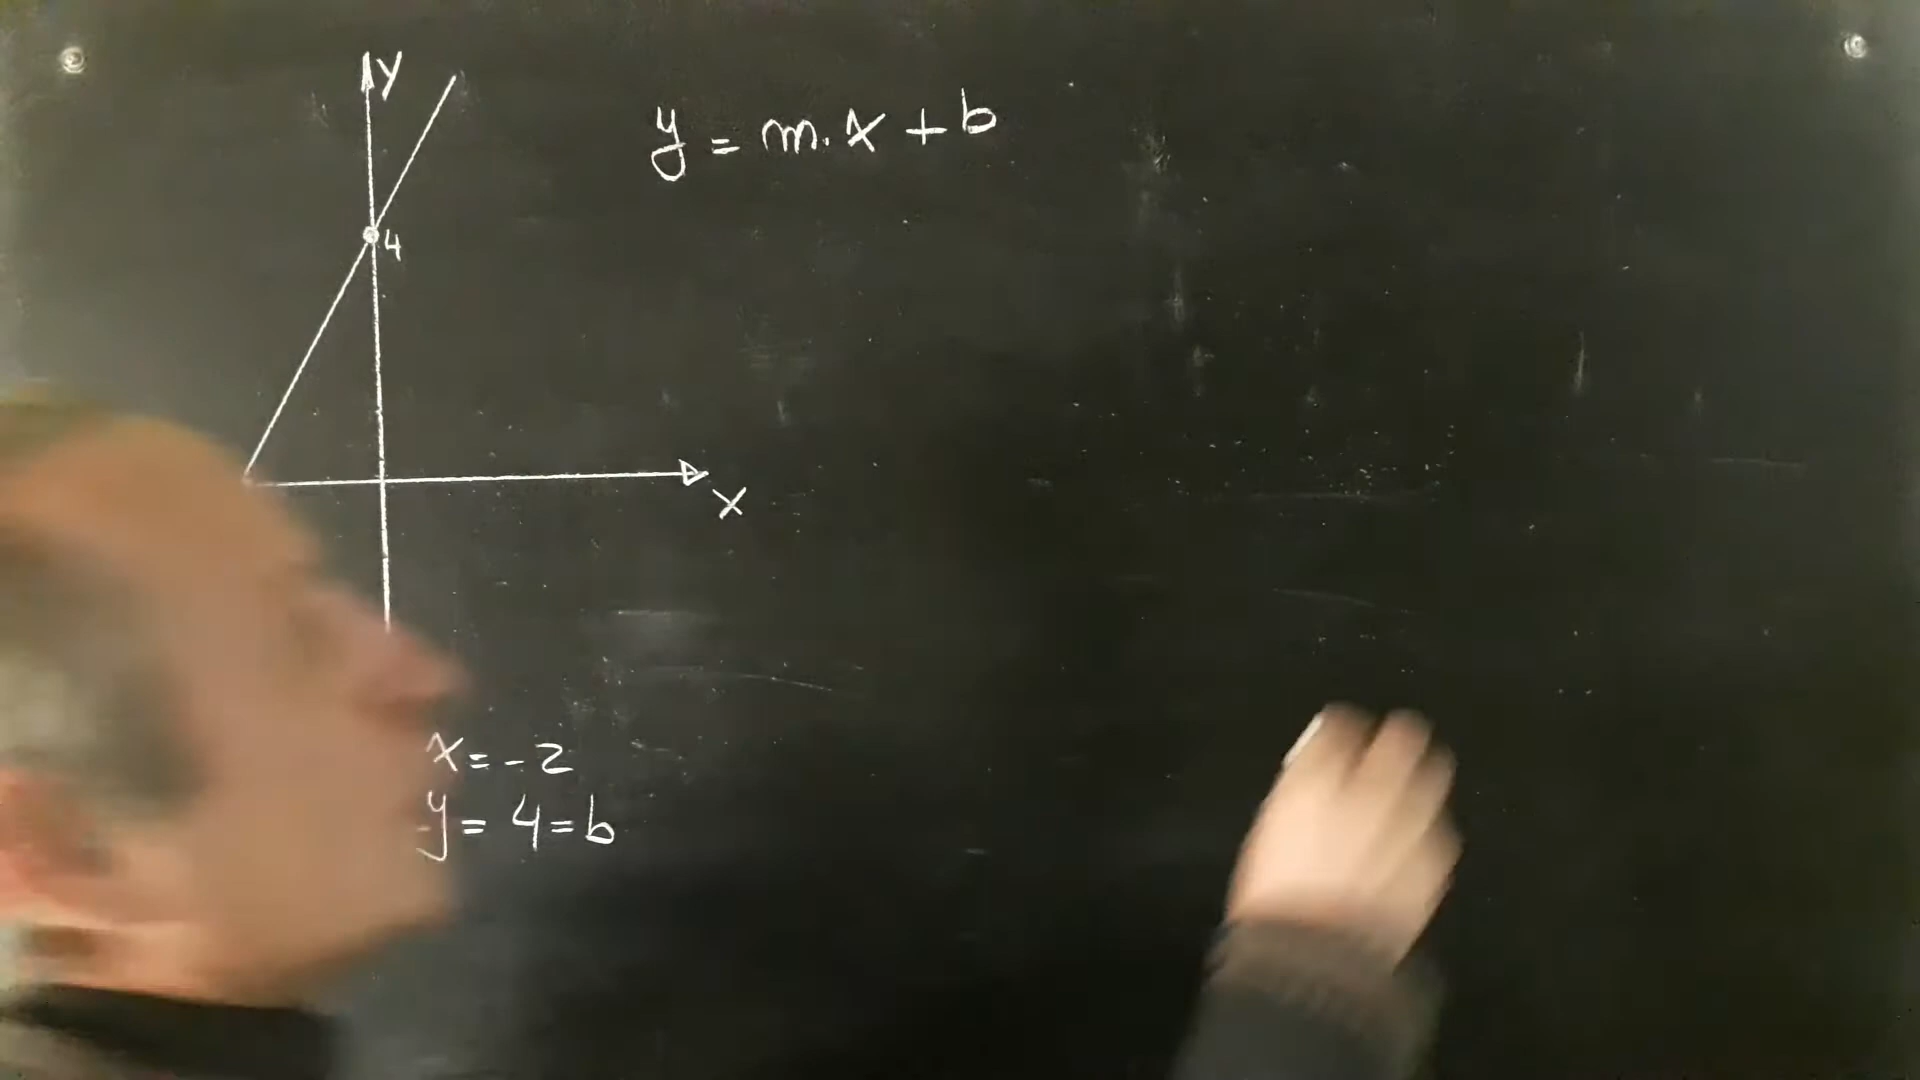 y
y = m.x + b
4
x
x = - 2
y = 4 = b